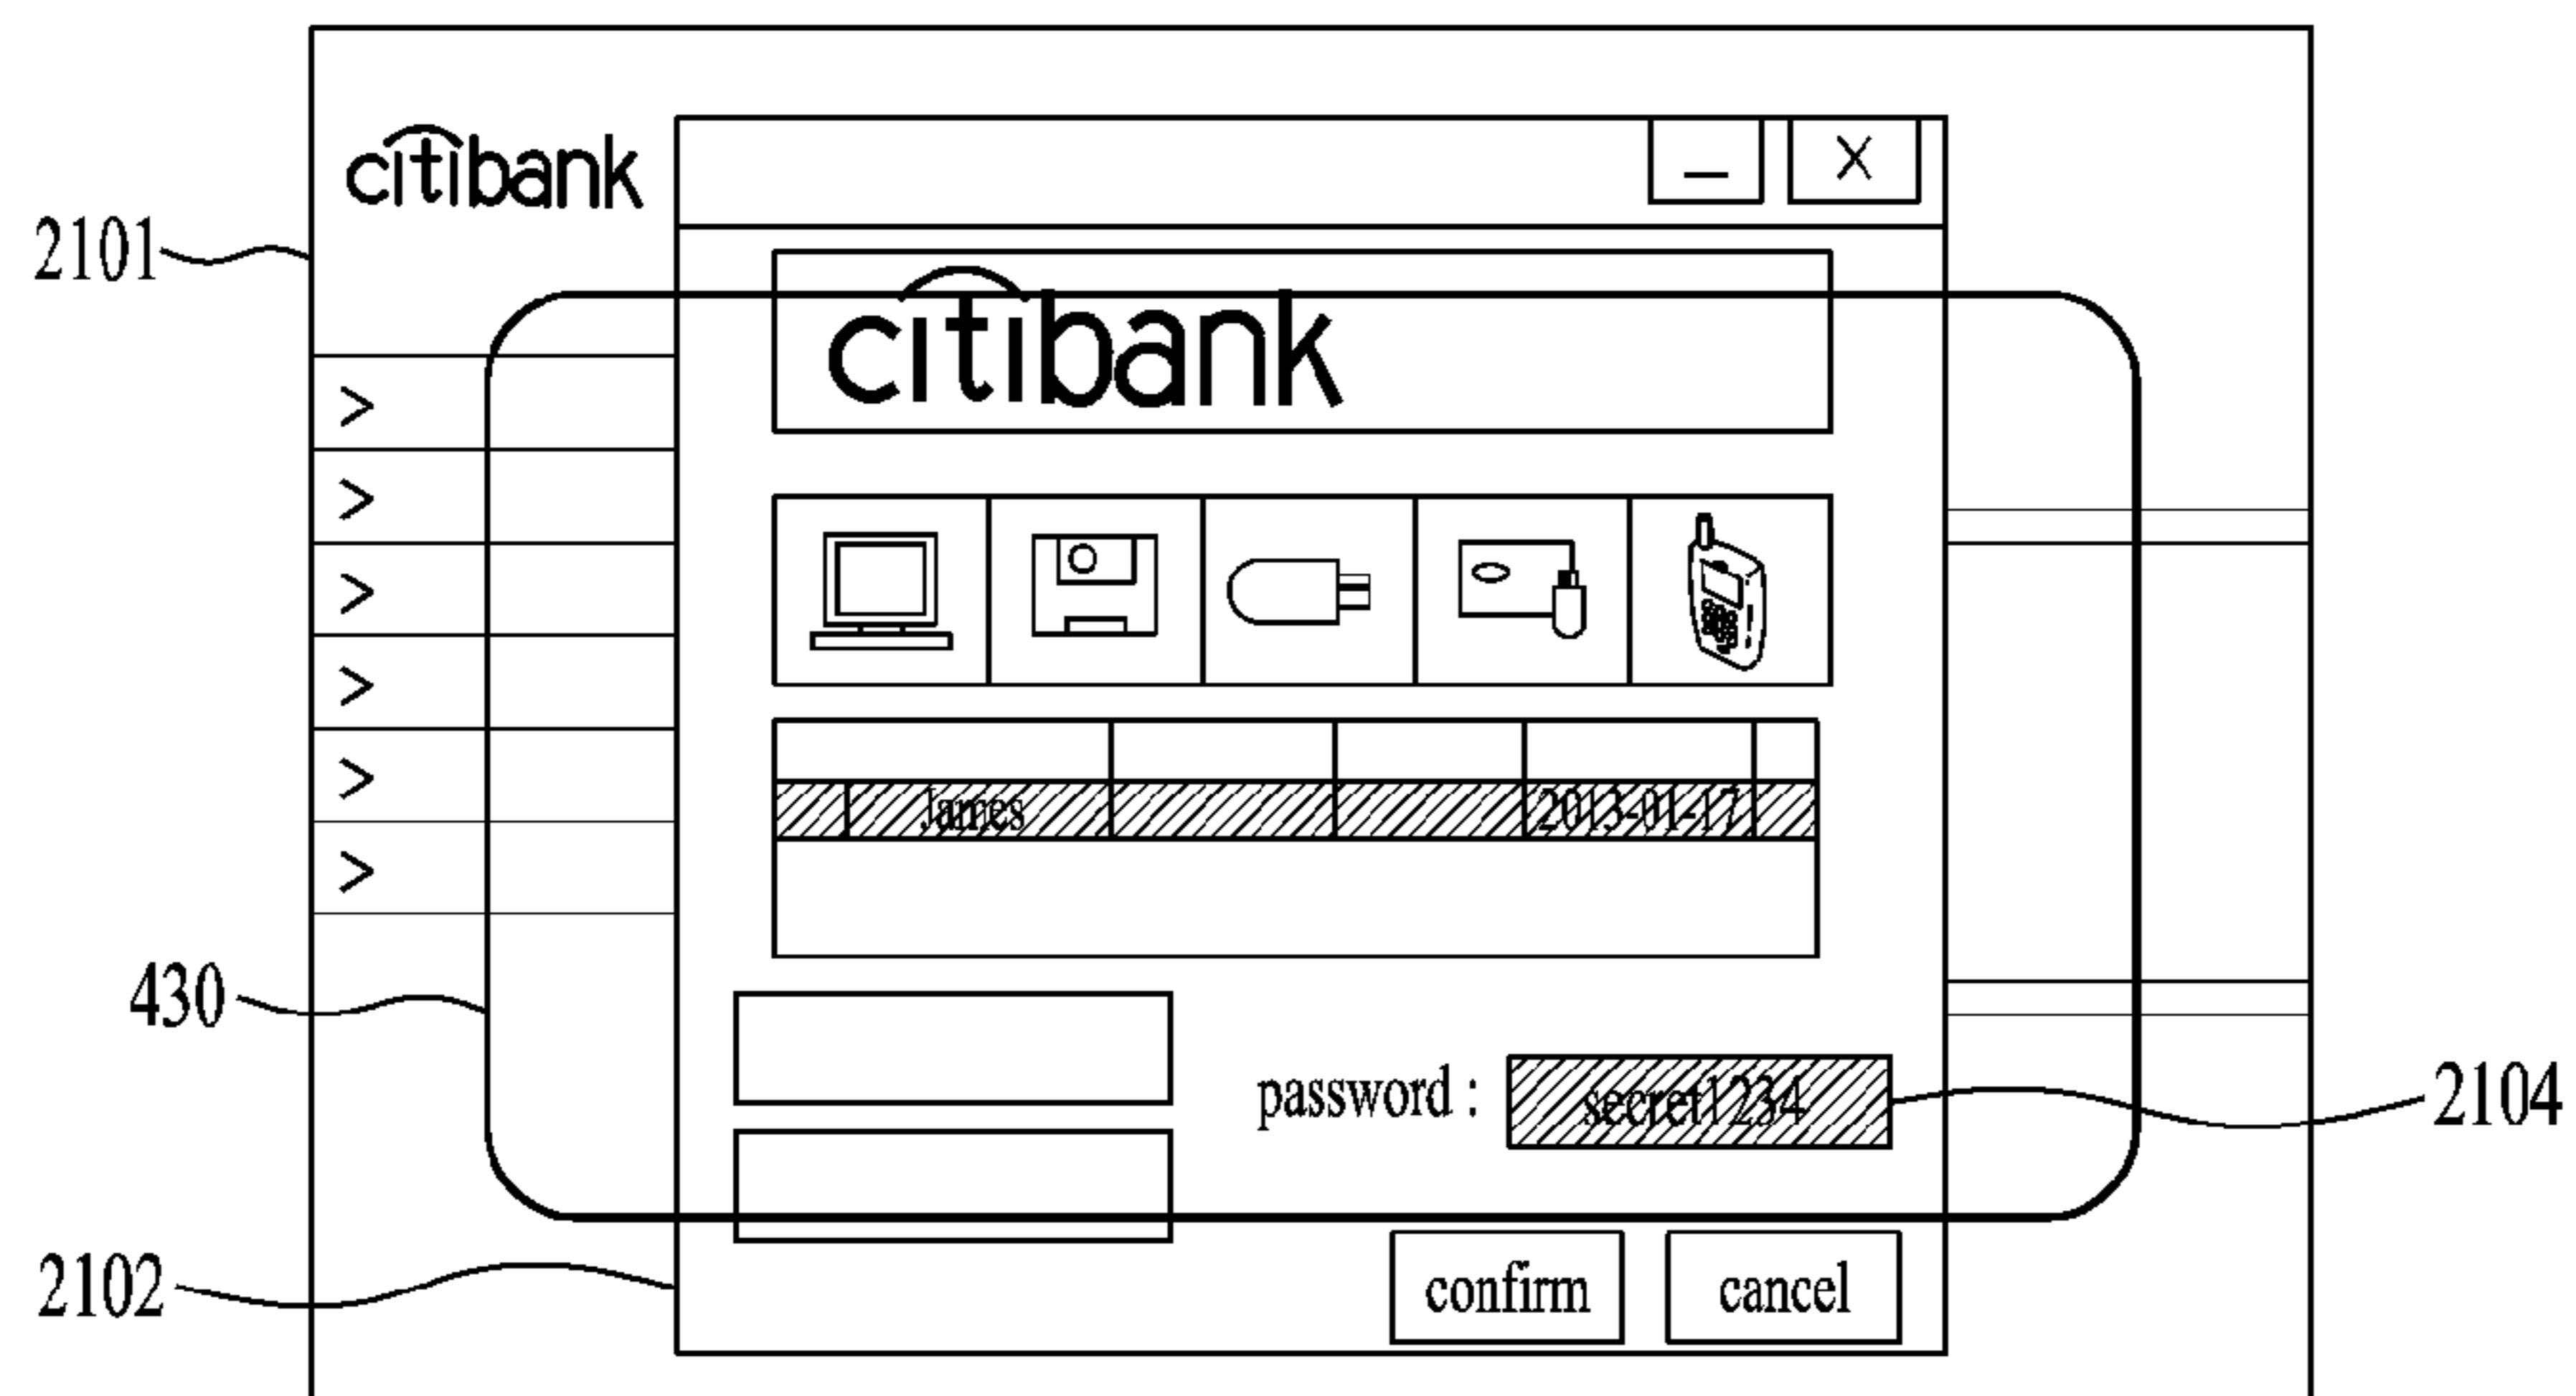 citibank
_ X
2101
citibank
>
>
>
>
>
>
James 2013-01-17
430
password : secret1234
2104
2102
confirm cancel